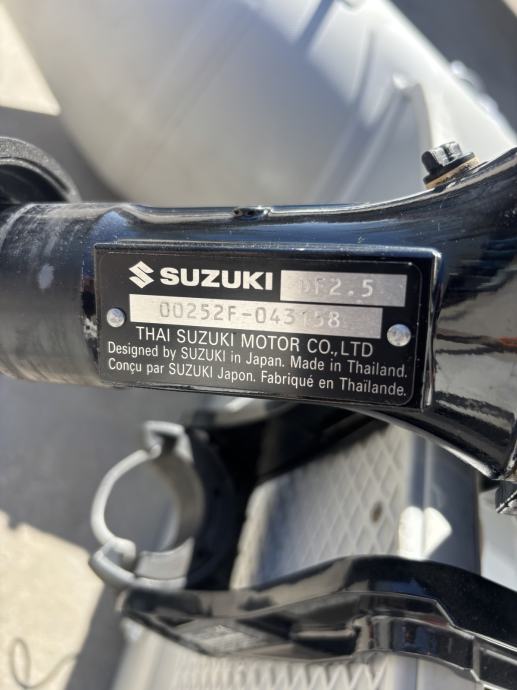 SUZUKI DF2.5
00252F-043158
THAI SUZUKI MOTOR CO.,LTD
Designed by SUZUKI in Japan. Made in Thailand.
Conçu par SUZUKI Japon. Fabriqué en Thaïlande.